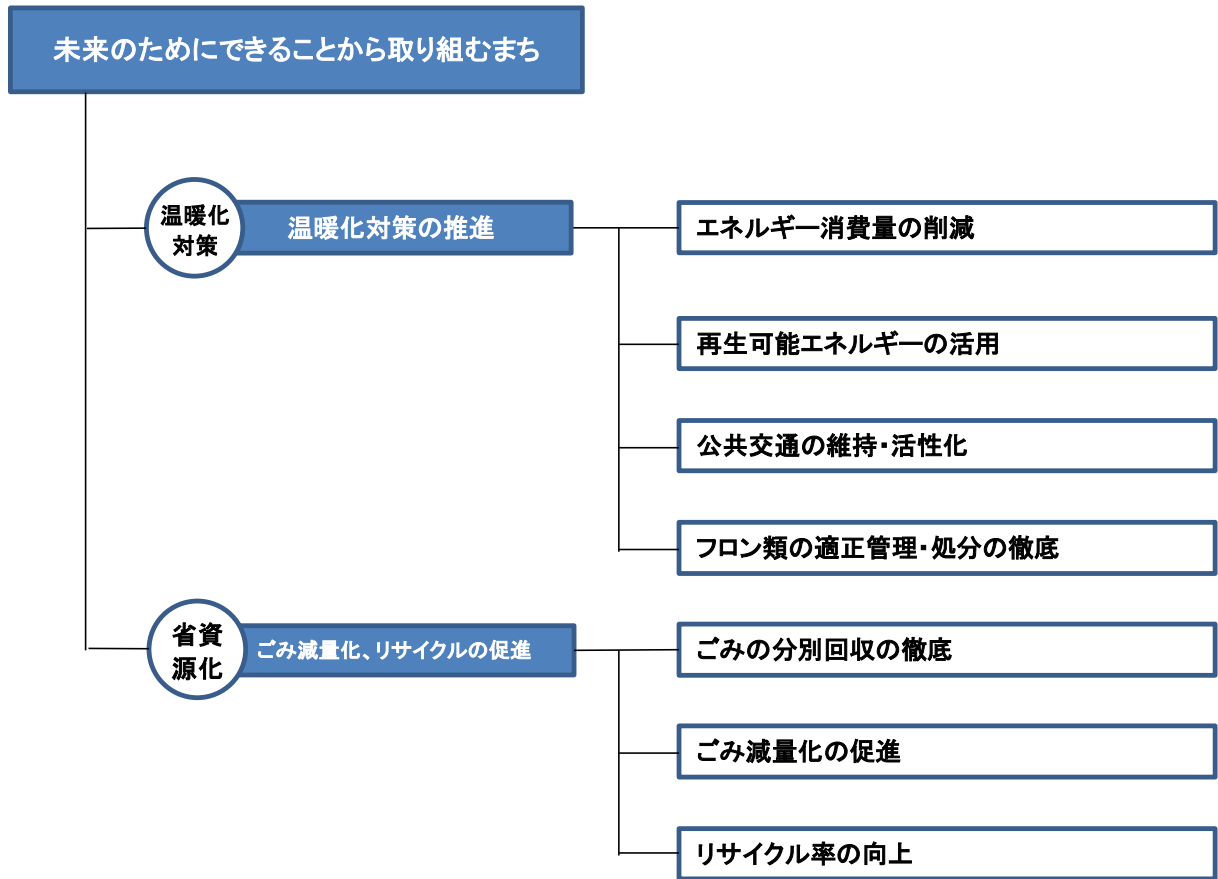 未来のためにできることから取り組むまち
温暖化
対策
温暖化対策の推進
エネルギー消費量の削減
再生可能エネルギーの活用
公共交通の維持・活性化
フロン類の適正管理・処分の徹底
省資
源化
ごみ減量化、リサイクルの促進
ごみの分別回収の徹底
ごみ減量化の促進
リサイクル率の向上